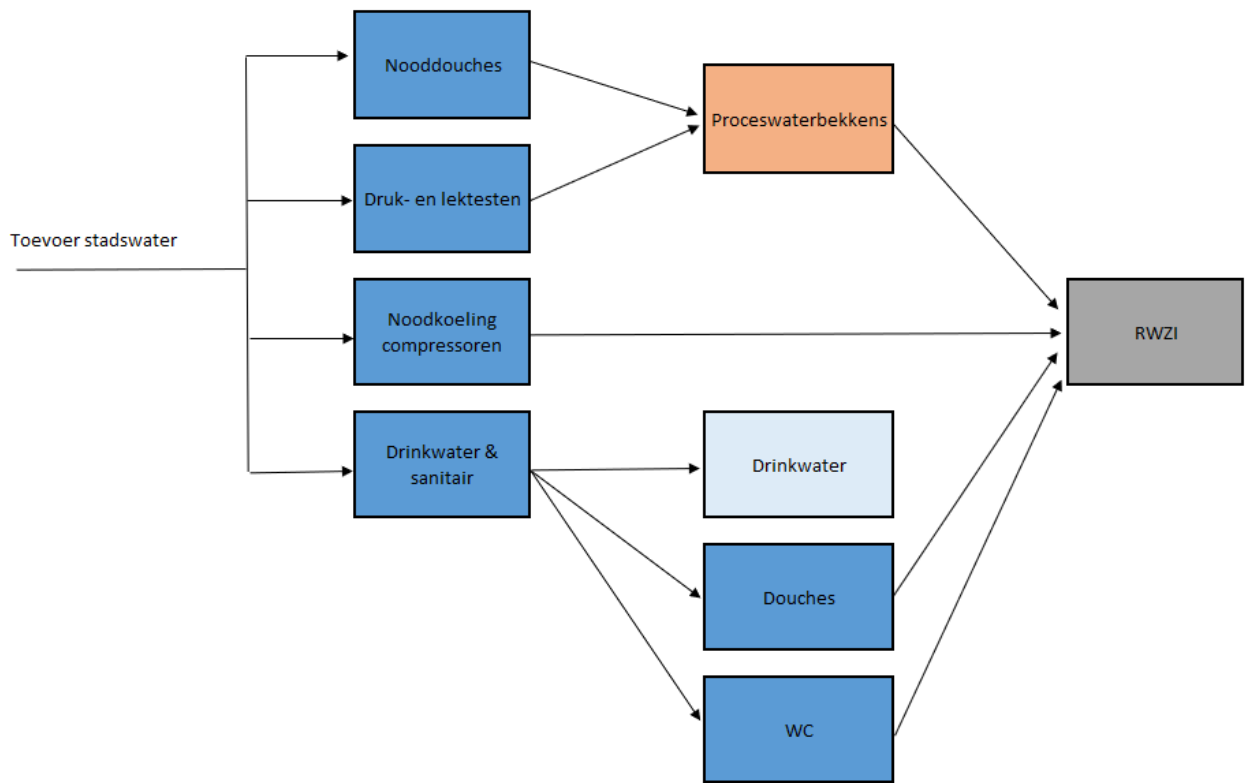 Nooddouches
Proceswaterbekkens
Druk- en lektesten
Toevoer stadswater
Noodkoeling
compressoren
RWZI
Drinkwater &
sanitair
Drinkwater
Douches
WC